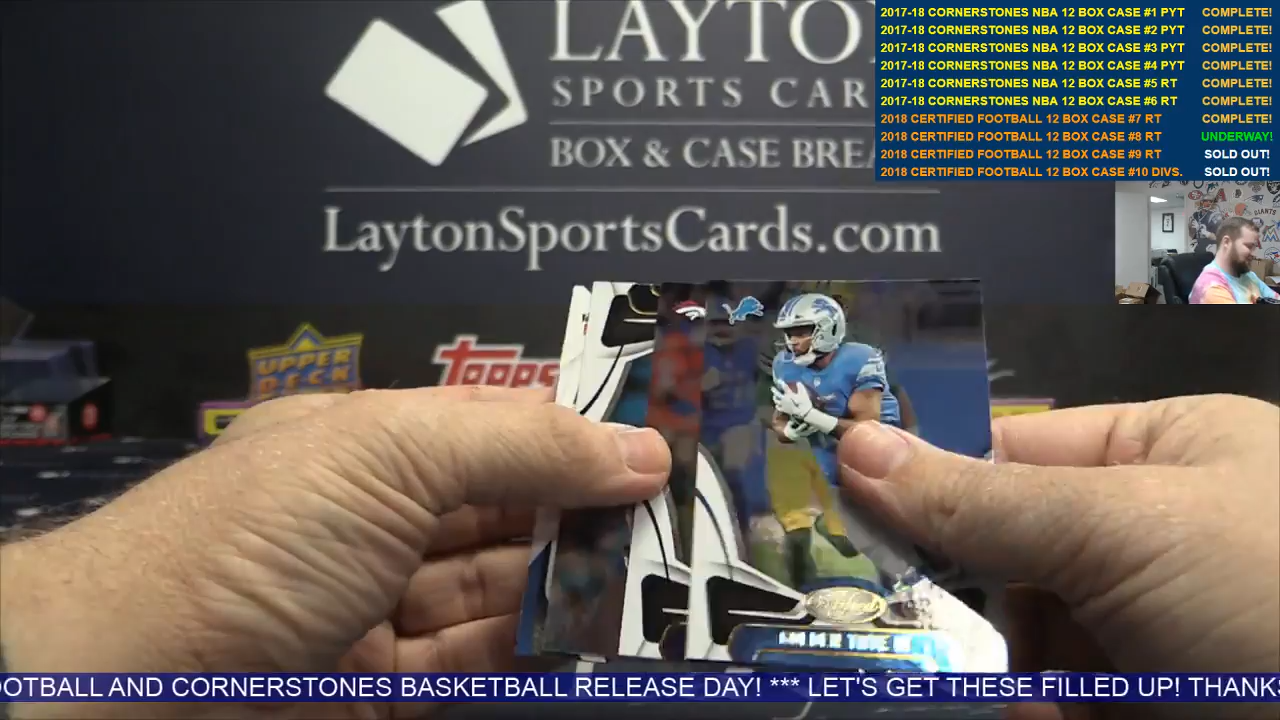 LAYTO
SPORTS CAR
BOX & CASE BREA
LaytonSportsCards.com
2017-18 CORNERSTONES NBA 12 BOX CASE #1 PYT COMPLETE!
2017-18 CORNERSTONES NBA 12 BOX CASE #2 PYT COMPLETE!
2017-18 CORNERSTONES NBA 12 BOX CASE #3 PYT COMPLETE!
2017-18 CORNERSTONES NBA 12 BOX CASE #4 PYT COMPLETE!
2017-18 CORNERSTONES NBA 12 BOX CASE #5 RT COMPLETE!
2017-18 CORNERSTONES NBA 12 BOX CASE #6 RT COMPLETE!
2018 CERTIFIED FOOTBALL 12 BOX CASE #7 RT COMPLETE!
2018 CERTIFIED FOOTBALL 12 BOX CASE #8 RT UNDERWAY!
2018 CERTIFIED FOOTBALL 12 BOX CASE #9 RT SOLD OUT!
2018 CERTIFIED FOOTBALL 12 BOX CASE #10 DIVS. SOLD OUT!
GIANTS
UPPER
DECK
TOPPS
OOTBALL AND CORNERSTONES BASKETBALL RELEASE DAY! *** LET'S GET THESE FILLED UP! THANKS